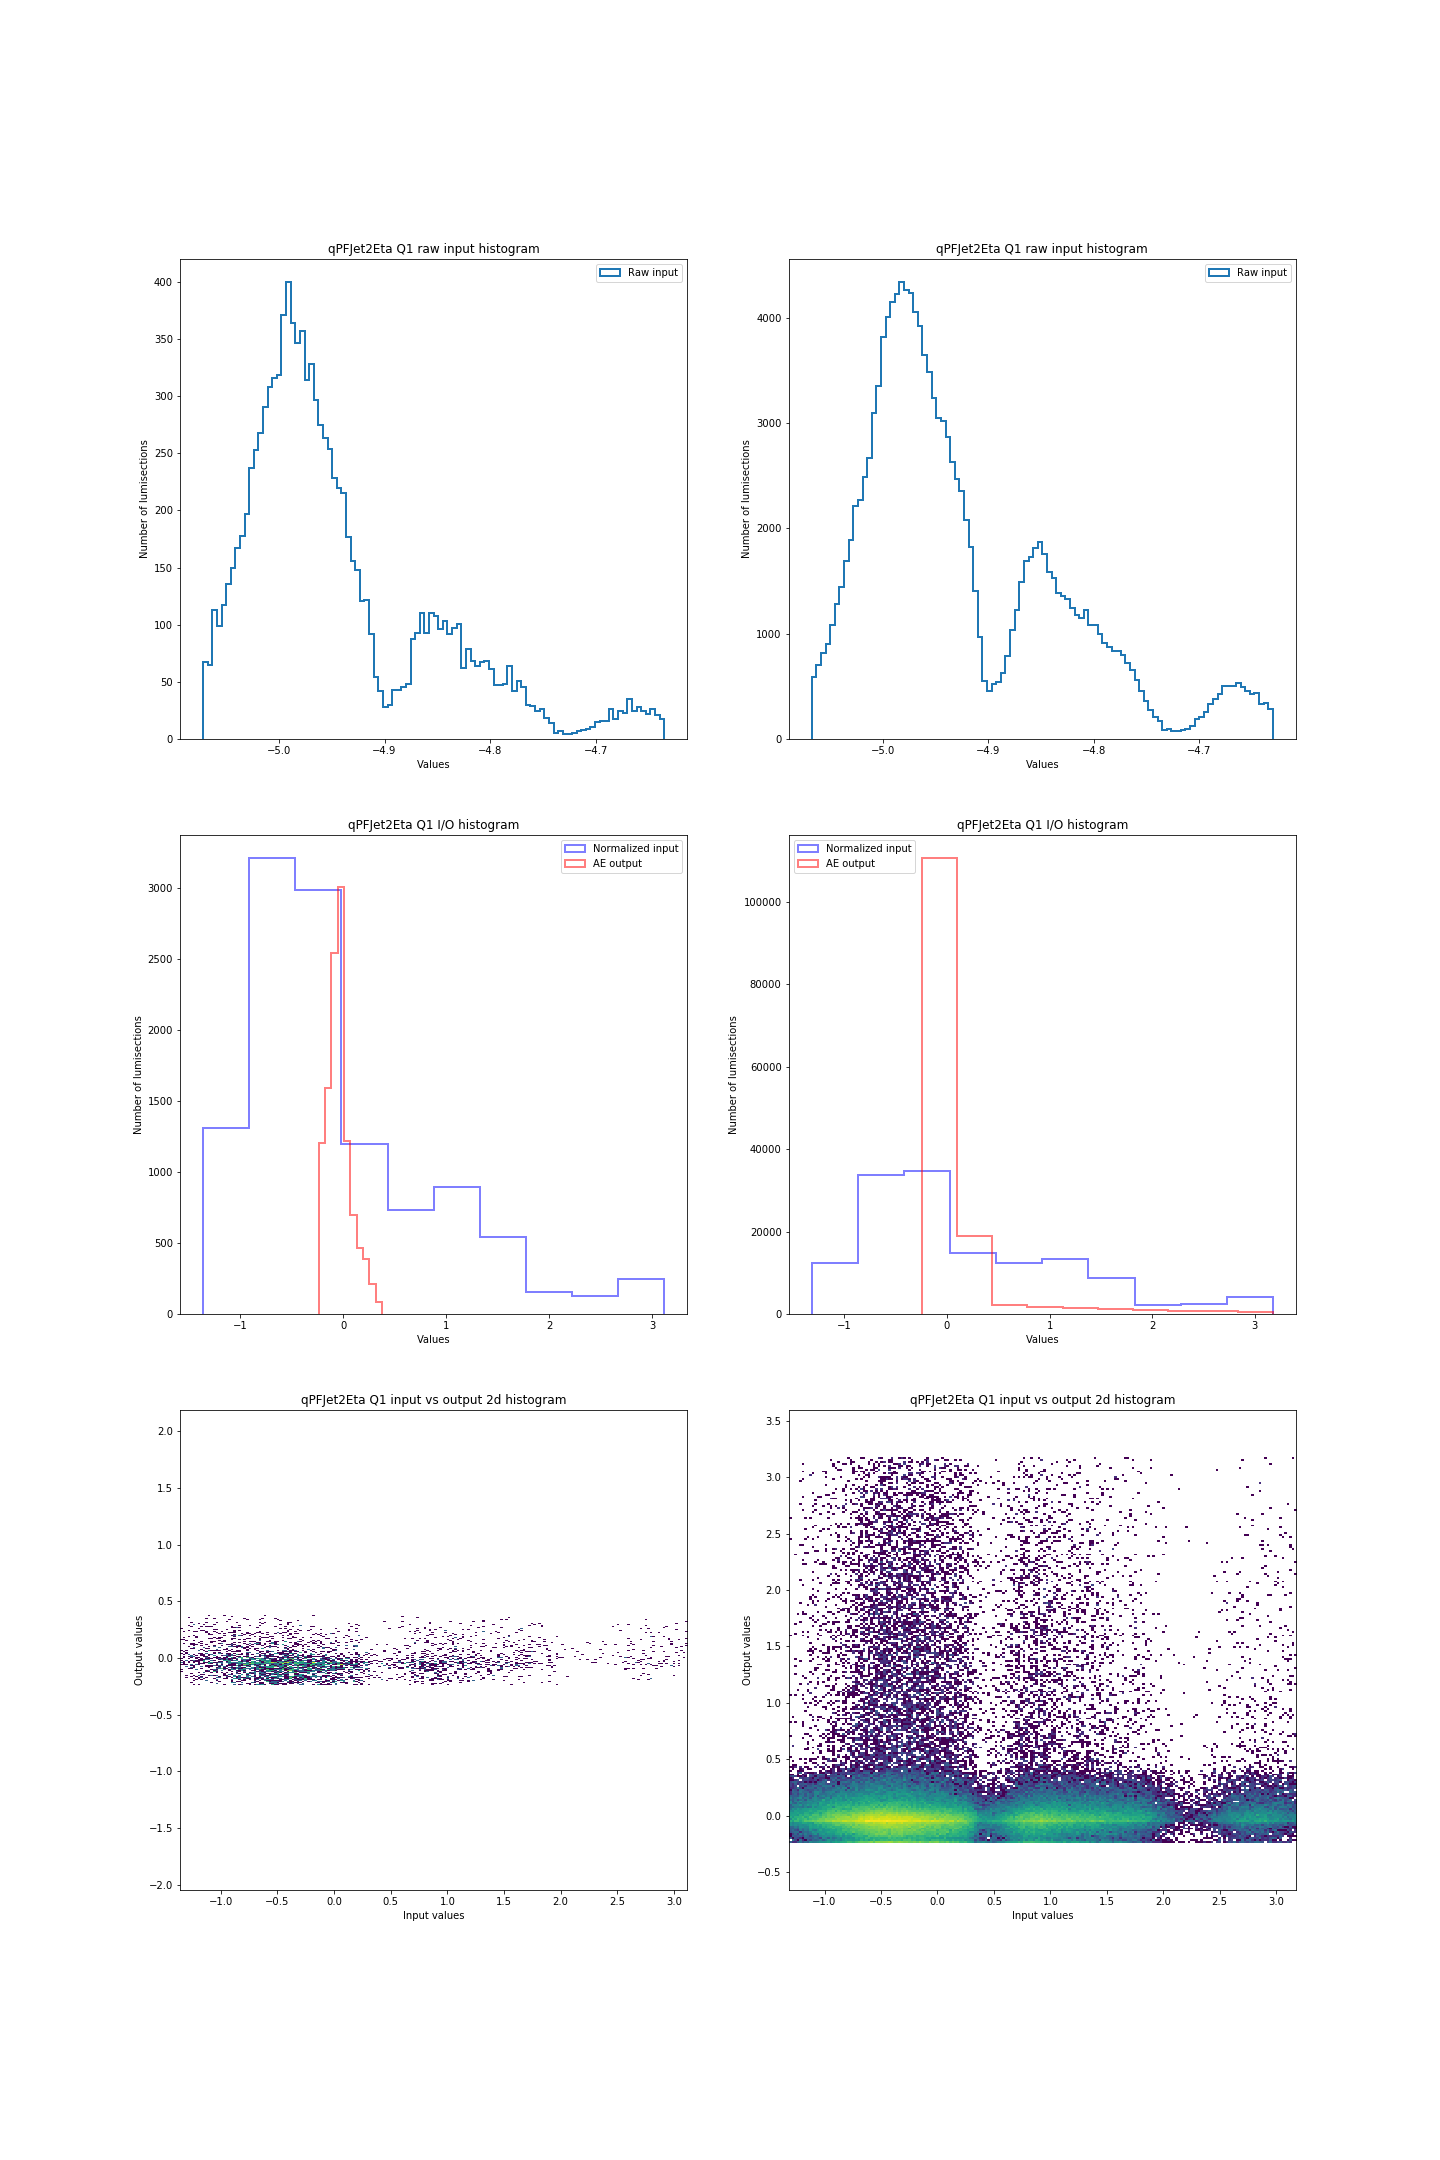 qPFJet2Eta Q1 raw input histogram
Raw input
400
350
300
250
200
150
100
50
0
Number of lumisections
−5.0 −4.9 −4.8 −4.7
Values
qPFJet2Eta Q1 raw input histogram
Raw input
4000
3000
2000
1000
0
Number of lumisections
−5.0 −4.9 −4.8 −4.7
Values
qPFJet2Eta Q1 I/O histogram
Normalized input
AE output
3000
2500
2000
1500
1000
500
0
Number of lumisections
−1 0 1 2 3
Values
qPFJet2Eta Q1 I/O histogram
Normalized input
AE output
100000
80000
60000
40000
20000
0
Number of lumisections
−1 0 1 2 3
Values
qPFJet2Eta Q1 input vs output 2d histogram
2.0
1.5
1.0
0.5
0.0
−0.5
−1.0
−1.5
−2.0
Output values
−1.0 −0.5 0.0 0.5 1.0 1.5 2.0 2.5 3.0
Input values
qPFJet2Eta Q1 input vs output 2d histogram
3.5
3.0
2.5
2.0
1.5
1.0
0.5
0.0
−0.5
Output values
−1.0 −0.5 0.0 0.5 1.0 1.5 2.0 2.5 3.0
Input values